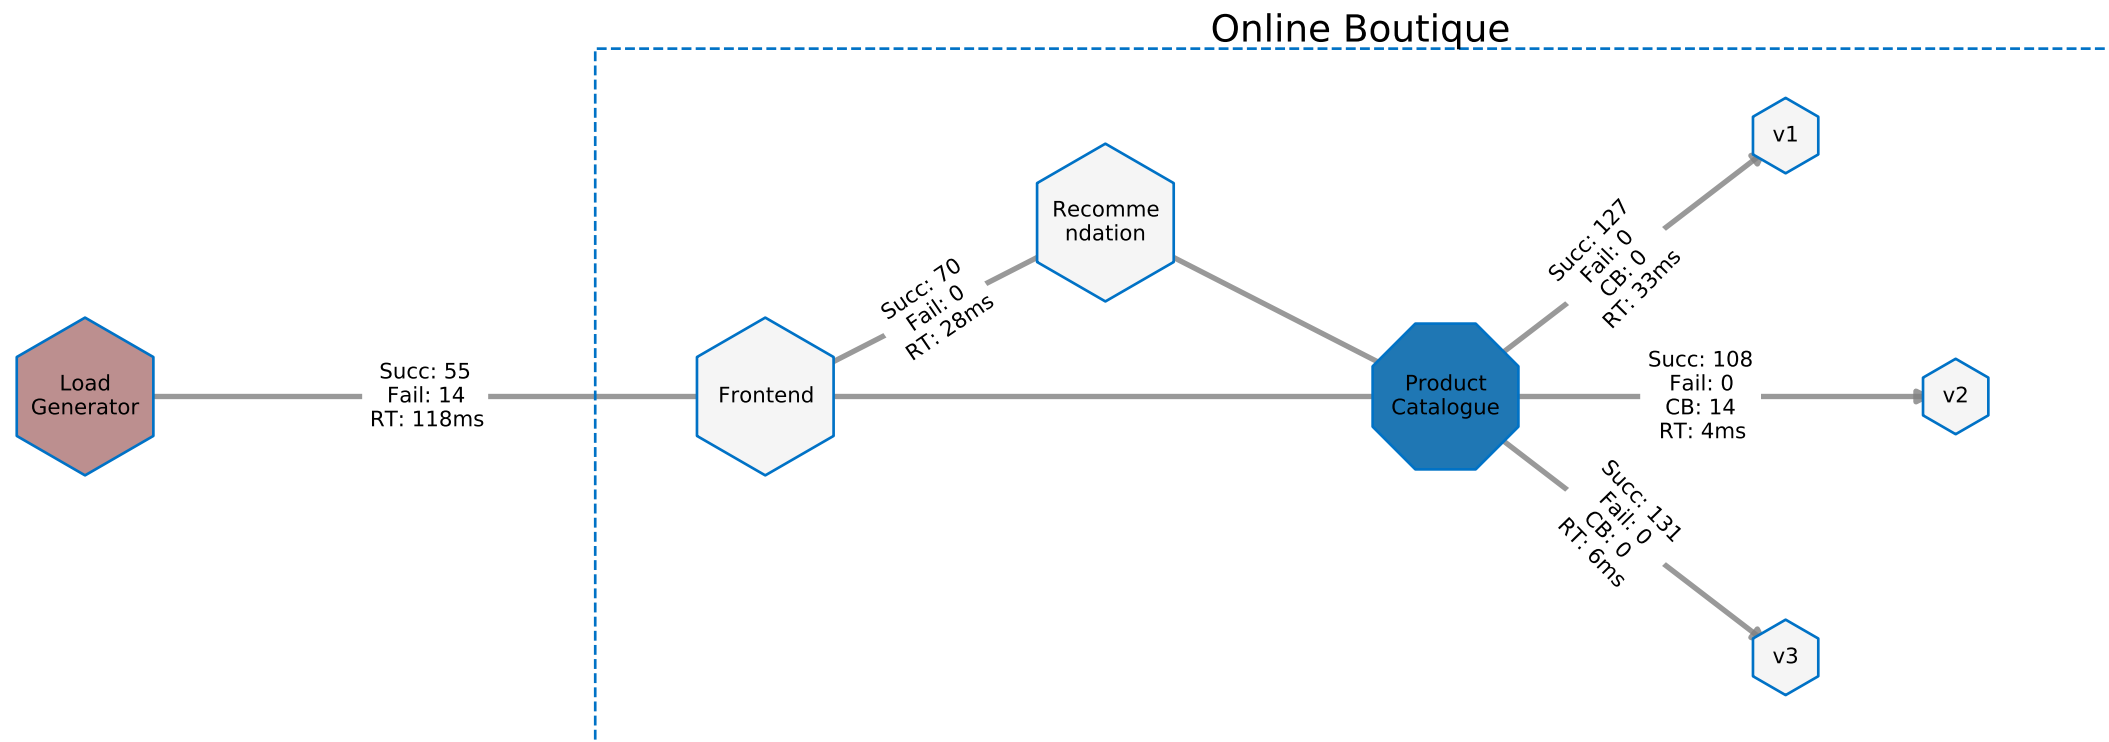 Online Boutique
Load
Generator
Succ: 55
Fail: 14
RT: 118ms
Frontend
Succ: 70
Fail: 0
RT: 28ms
Recomme
ndation
Product
Catalogue
Succ: 127
Fail: 0
CB: 0
RT: 33ms
v1
Succ: 108
Fail: 0
CB: 14
RT: 4ms
v2
Succ: 131
Fail: 0
CB: 0
RT: 6ms
v3